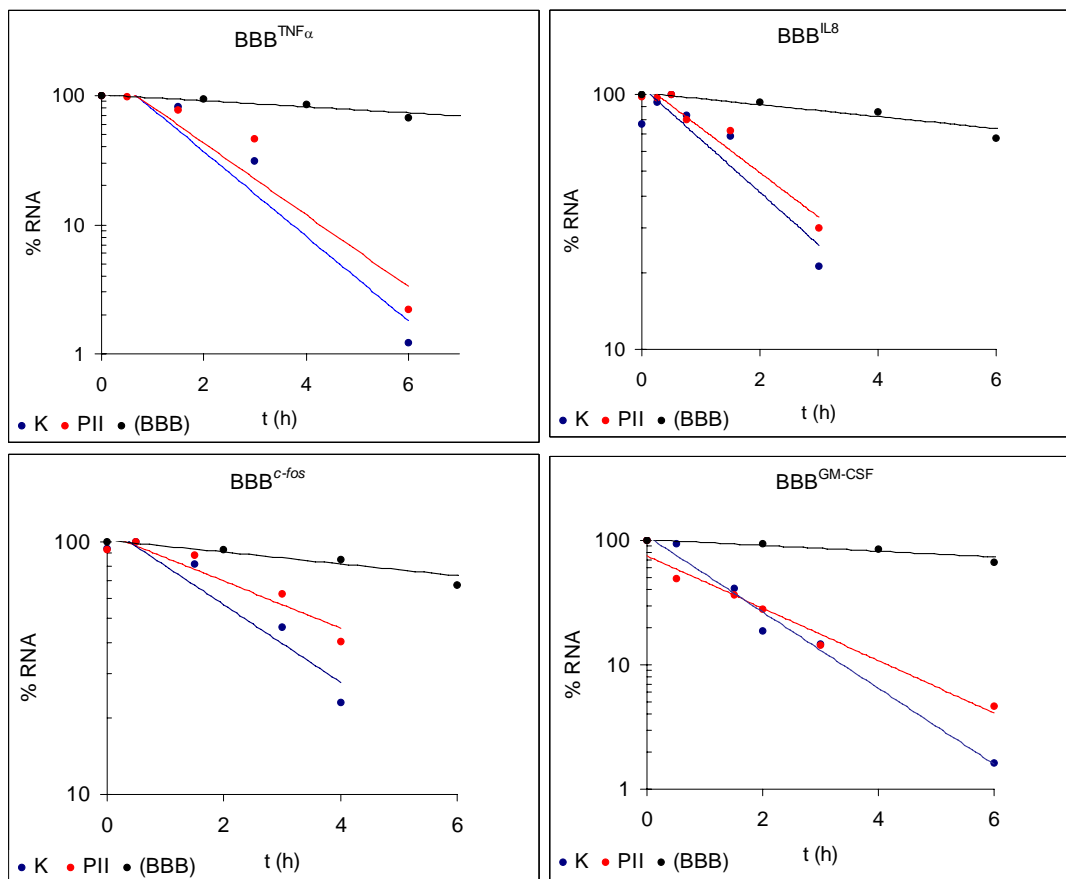 BBB^TNFα
100
10
1
% RNA
0 2 4 6
t (h)
K PII (BBB)
BBB^IL8
100
10
% RNA
0 2 4 6
t (h)
K PII (BBB)
BBB^c-fos
100
10
% RNA
0 2 4 6
t (h)
K PII (BBB)
BBB^GM-CSF
100
10
1
% RNA
0 2 4 6
t (h)
K PII (BBB)